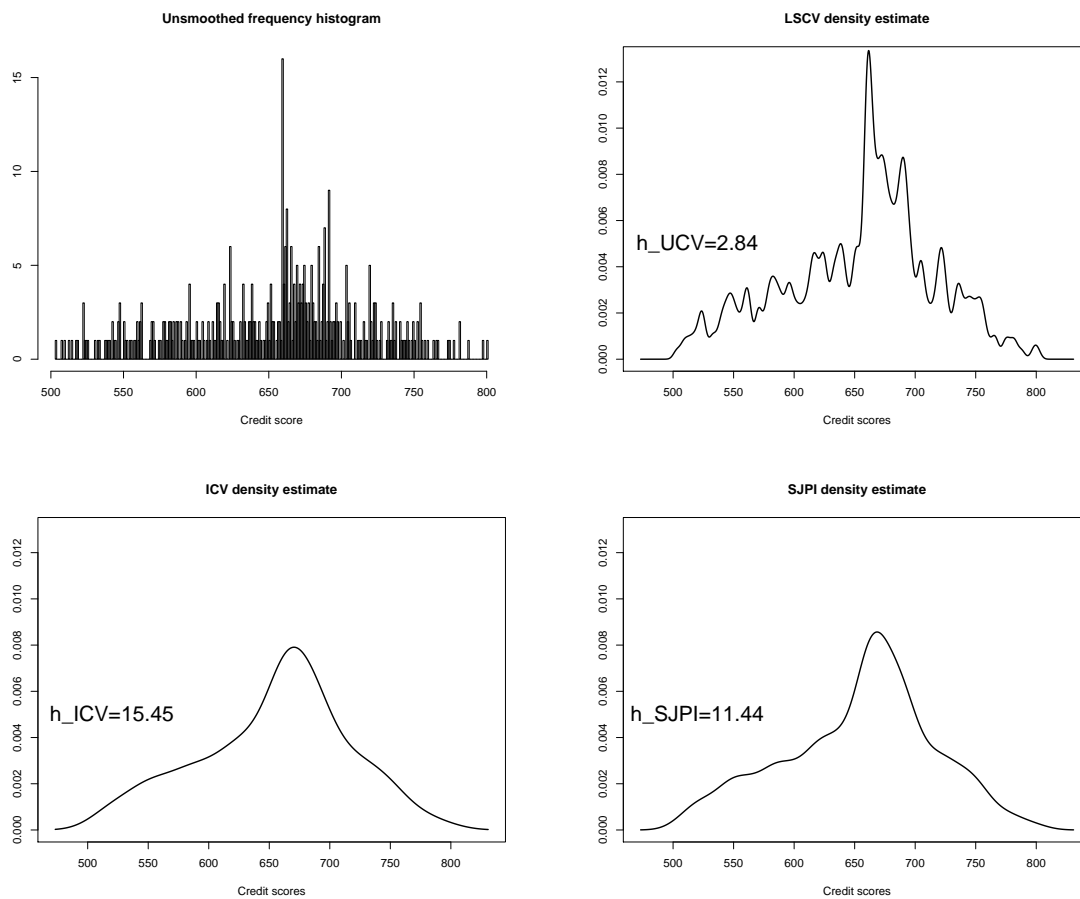 Unsmoothed frequency histogram
15
10
5
0
500 550 600 650 700 750 800
Credit score
LSCV density estimate
0.012
0.010
0.008
0.006
0.004
0.002
0.000
h_UCV=2.84
500 550 600 650 700 750 800
Credit scores
ICV density estimate
0.012
0.010
0.008
0.006
0.004
0.002
0.000
h_ICV=15.45
500 550 600 650 700 750 800
Credit scores
SJPI density estimate
0.012
0.010
0.008
0.006
0.004
0.002
0.000
h_SJPI=11.44
500 550 600 650 700 750 800
Credit scores